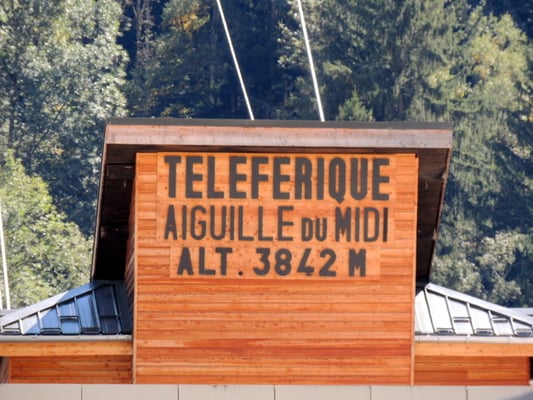 TELEFERIQUE
AIGUILLE DU MIDI
ALT. 3842 M